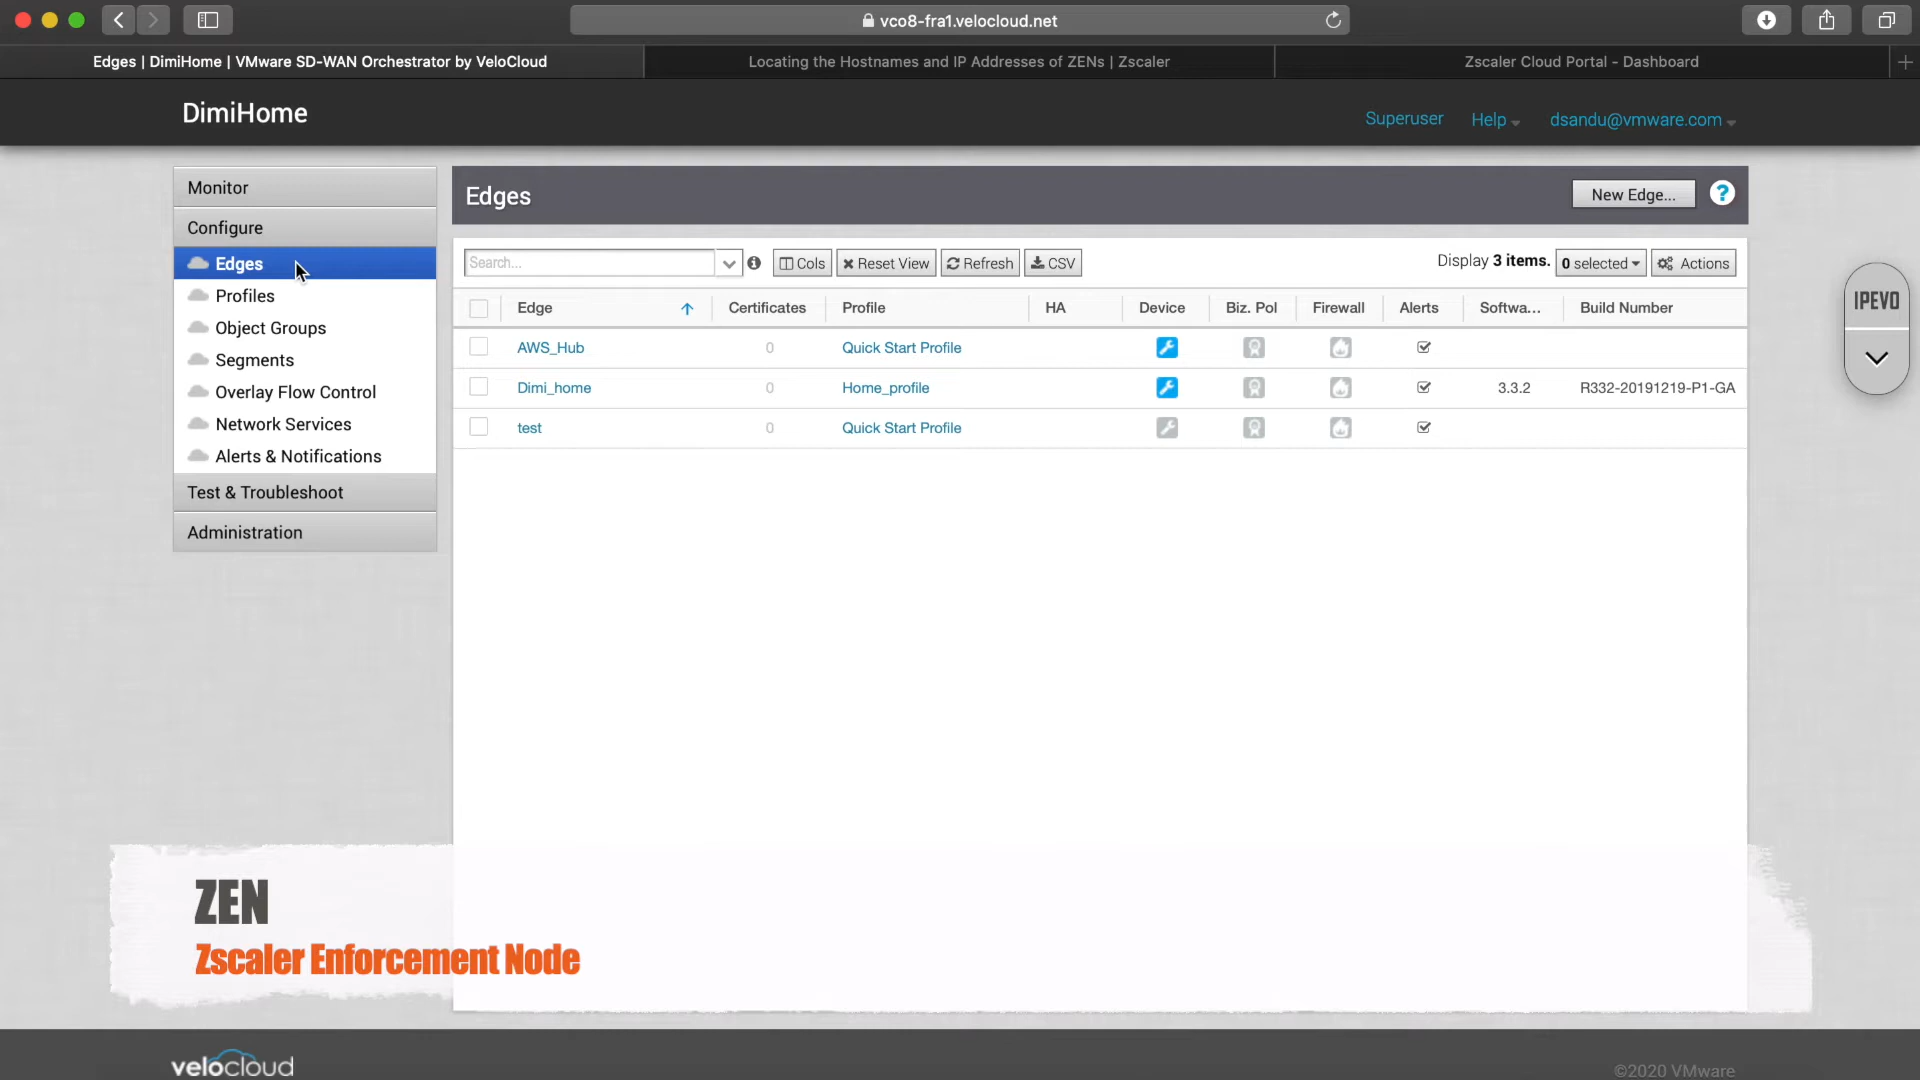 vco8-fra1.velocloud.net
Edges | DimiHome | VMware SD-WAN Orchestrator by VeloCloud
Locating the Hostnames and IP Addresses of ZENs | Zscaler
Zscaler Cloud Portal - Dashboard
DimiHome
Superuser
Help
dsandu@vmware.com
Monitor
Configure
Edges
Profiles
Object Groups
Segments
Overlay Flow Control
Network Services
Alerts & Notifications
Test & Troubleshoot
Administration
Edges
New Edge...
?
Search...
Cols
Reset View
Refresh
CSV
Display 3 items.
0 selected
Actions
Edge Certificates Profile HA Device Biz. Pol Firewall Alerts Softwa... Build Number
AWS_Hub 0 Quick Start Profile
Dimi_home 0 Home_profile 3.3.2 R332-20191219-P1-GA
test 0 Quick Start Profile
IPEVO
ZEN
Zscaler Enforcement Node
velocloud
©2020 VMware